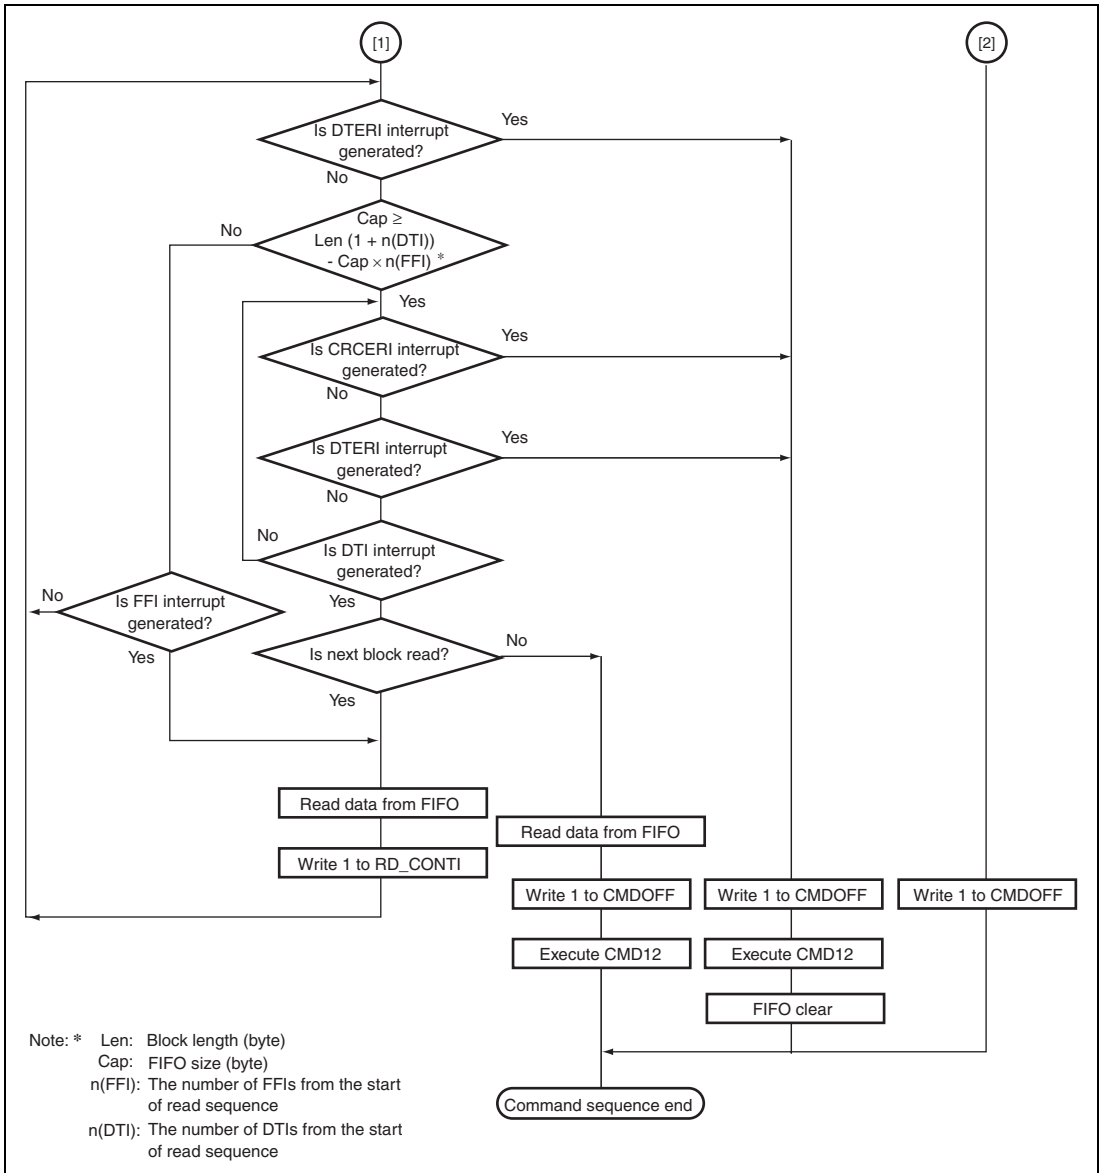 [1]
[2]
Is DTERI interrupt
generated?
Yes
No
Cap ≥
Len (1 + n(DTI))
- Cap × n(FFI) *
No
Yes
Is CRCERI interrupt
generated?
Yes
No
Is DTERI interrupt
generated?
Yes
No
Is DTI interrupt
generated?
No
Yes
Is FFI interrupt
generated?
No
Yes
Is next block read?
No
Yes
Read data from FIFO
Write 1 to RD_CONTI
Read data from FIFO
Write 1 to CMDOFF
Execute CMD12
Write 1 to CMDOFF
Execute CMD12
FIFO clear
Write 1 to CMDOFF
Command sequence end
Note: * Len: Block length (byte)
Cap: FIFO size (byte)
n(FFI): The number of FFIs from the start
of read sequence
n(DTI): The number of DTIs from the start
of read sequence